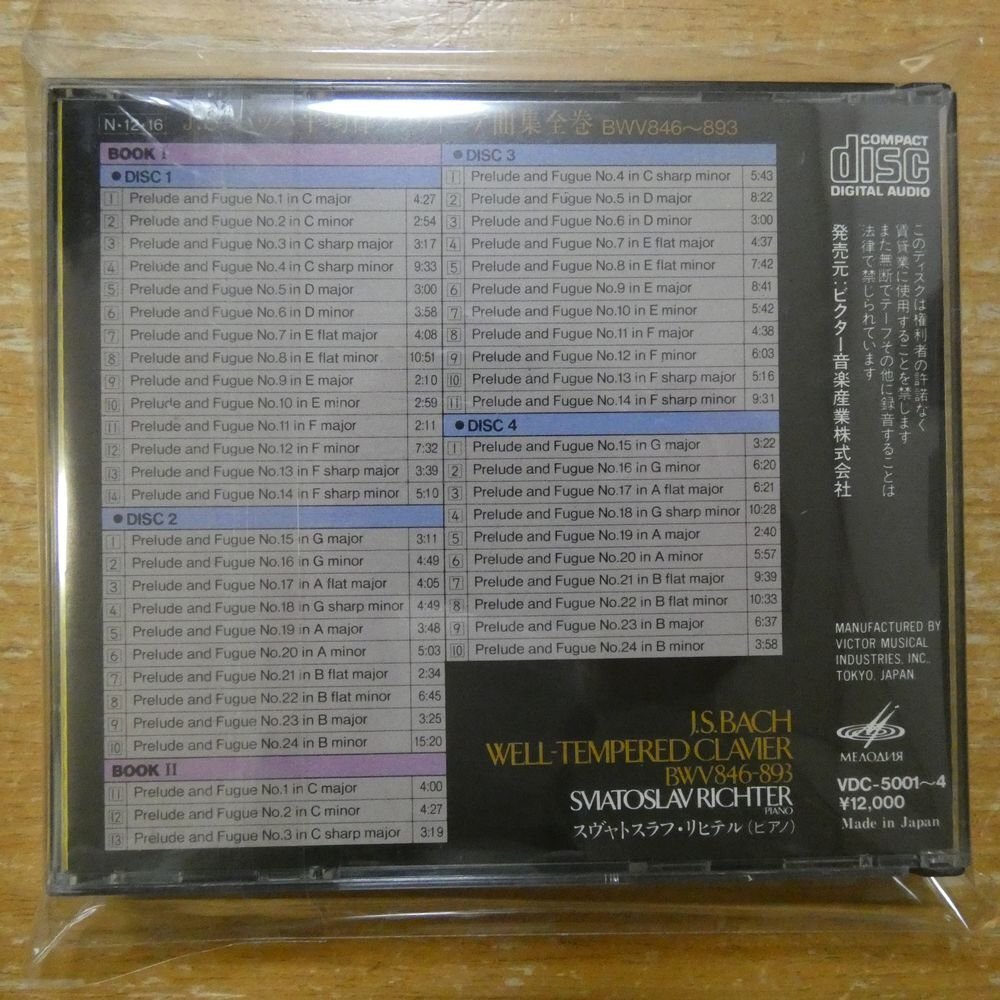 N・12・16 J.S. 曲集全巻 BWV846〜893
BOOK I
● DISC 1
1 Prelude and Fugue No.1 in C major 4:27
2 Prelude and Fugue No.2 in C minor 2:54
3 Prelude and Fugue No.3 in C sharp major 3:17
4 Prelude and Fugue No.4 in C sharp minor 9:33
5 Prelude and Fugue No.5 in D major 3:00
6 Prelude and Fugue No.6 in D minor 3:58
7 Prelude and Fugue No.7 in E flat major 4:08
8 Prelude and Fugue No.8 in E flat minor 10:51
9 Prelude and Fugue No.9 in E major 2:10
10 Prelude and Fugue No.10 in E minor 2:59
11 Prelude and Fugue No.11 in F major 2:11
12 Prelude and Fugue No.12 in F minor 7:32
13 Prelude and Fugue No.13 in F sharp major 3:39
14 Prelude and Fugue No.14 in F sharp minor 5:10
● DISC 2
1 Prelude and Fugue No.15 in G major 3:11
2 Prelude and Fugue No.16 in G minor 4:49
3 Prelude and Fugue No.17 in A flat major 4:05
4 Prelude and Fugue No.18 in G sharp minor 4:49
5 Prelude and Fugue No.19 in A major 3:48
6 Prelude and Fugue No.20 in A minor 5:03
7 Prelude and Fugue No.21 in B flat major 2:34
8 Prelude and Fugue No.22 in B flat minor 6:45
9 Prelude and Fugue No.23 in B major 3:25
10 Prelude and Fugue No.24 in B minor 15:20
BOOK II
11 Prelude and Fugue No.1 in C major 4:00
12 Prelude and Fugue No.2 in C minor 4:27
13 Prelude and Fugue No.3 in C sharp major 3:19
● DISC 3
1 Prelude and Fugue No.4 in C sharp minor 5:43
2 Prelude and Fugue No.5 in D major 8:22
3 Prelude and Fugue No.6 in D minor 3:00
4 Prelude and Fugue No.7 in E flat major 4:37
5 Prelude and Fugue No.8 in E flat minor 7:42
6 Prelude and Fugue No.9 in E major 8:41
7 Prelude and Fugue No.10 in E minor 5:42
8 Prelude and Fugue No.11 in F major 4:38
9 Prelude and Fugue No.12 in F minor 6:03
10 Prelude and Fugue No.13 in F sharp major 5:16
11 Prelude and Fugue No.14 in F sharp minor 9:31
● DISC 4
1 Prelude and Fugue No.15 in G major 3:22
2 Prelude and Fugue No.16 in G minor 6:20
3 Prelude and Fugue No.17 in A flat major 6:21
4 Prelude and Fugue No.18 in G sharp minor 10:28
5 Prelude and Fugue No.19 in A major 2:40
6 Prelude and Fugue No.20 in A minor 5:57
7 Prelude and Fugue No.21 in B flat major 9:39
8 Prelude and Fugue No.22 in B flat minor 10:33
9 Prelude and Fugue No.23 in B major 6:37
10 Prelude and Fugue No.24 in B minor 3:58
J.S.BACH
WELL-TEMPERED CLAVIER
BWV846-893
SVIATOSLAV RICHTER
PIANO
スヴャトスラフ・リヒテル(ピアノ)
COMPACT
disc
DIGITAL AUDIO
このディスクは権利者の許諾なく
賃貸業に使用することを禁じます
また無断でテープその他に録音することは
法律で禁じられています
発売元:ビクター音楽産業株式会社
MANUFACTURED BY
VICTOR MUSICAL
INDUSTRIES, INC.,
TOKYO, JAPAN
МЕЛОДИЯ
VDC-5001〜4
¥12,000
Made in Japan